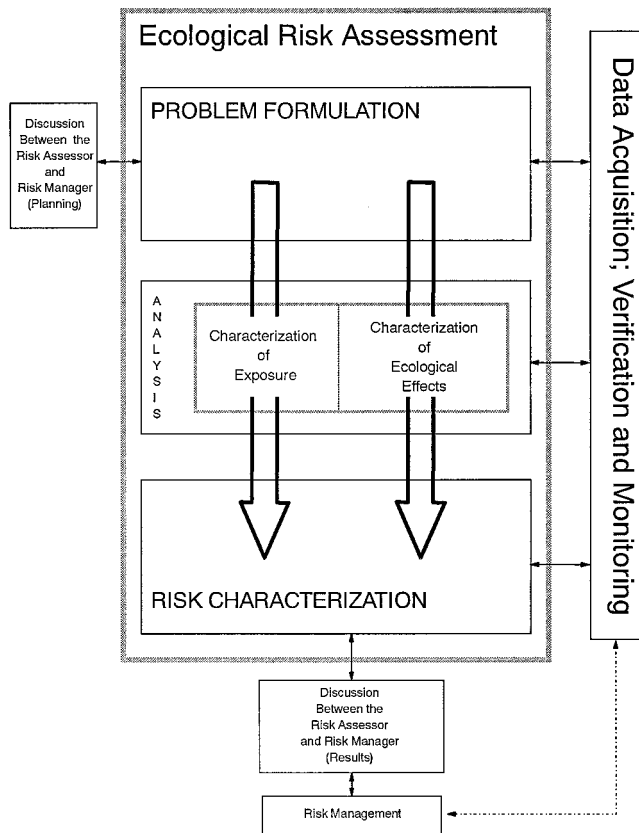 Ecological Risk Assessment
PROBLEM FORMULATION
Discussion
Between the
Risk Assessor
and
Risk Manager
(Planning)
ANALYSIS
Characterization
of
Exposure
Characterization
of
Ecological
Effects
RISK CHARACTERIZATION
Data Acquisition; Verification and Monitoring
Discussion
Between the
Risk Assessor
and Risk Manager
(Results)
Risk Management